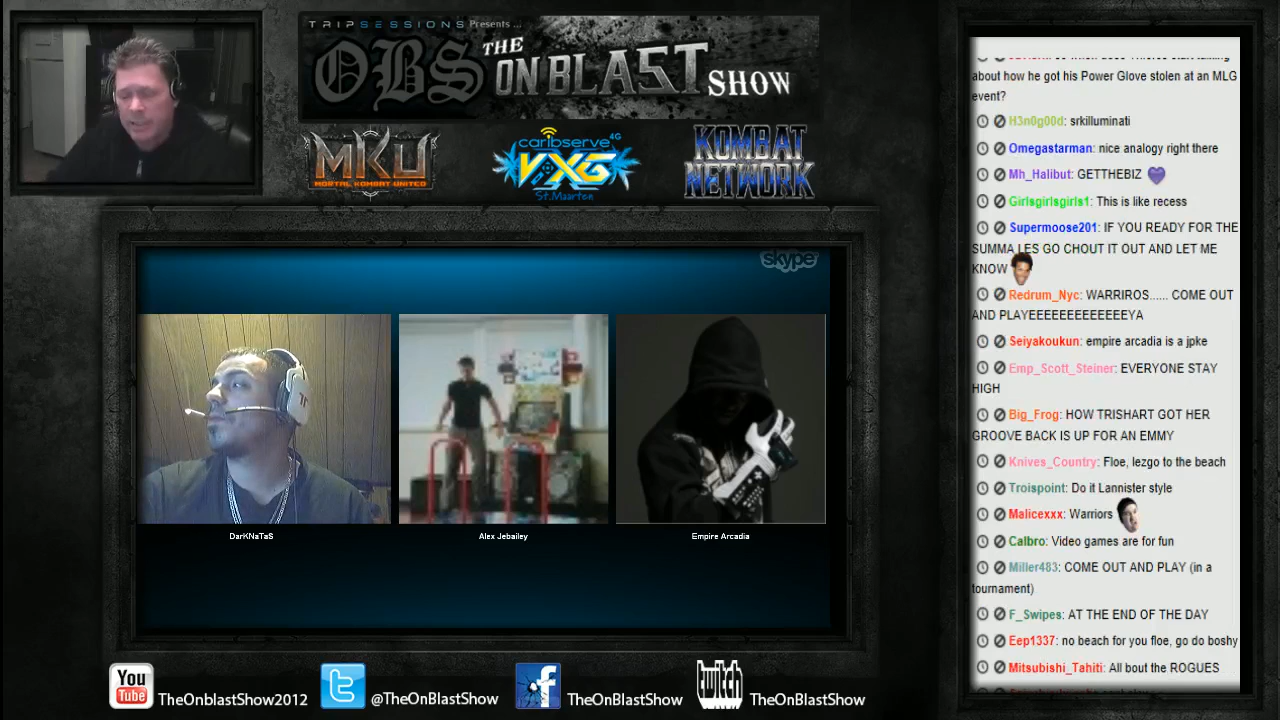 TRIPSESSIONS Presents ...
OBS THE ON BLAST SHOW
MKU
MORTAL KOMBAT UNITED
caribserve 4G
VXG
St.Maarten
KOMBAT
NETWORK
skype
DarKNaTaS
Alex Jebailey
Empire Arcadia
You
Tube
TheOnblastShow2012
@TheOnBlastShow
TheOnBlastShow
twitch
TheOnBlastShow
about how he got his Power Glove stolen at an MLG
event?
H3n0g00d: srkilluminati
Omegastarman: nice analogy right there
Mh_Halibut: GETTHEBIZ
Girlsgirlsgirls1: This is like recess
Supermoose201: IF YOU READY FOR THE
SUMMA LES GO CHOUT IT OUT AND LET ME
KNOW
Redrum_Nyc: WARRIROS...... COME OUT
AND PLAYEEEEEEEEEEEEEYA
Seiyakoukun: empire arcadia is a jpke
Emp_Scott_Steiner: EVERYONE STAY
HIGH
Big_Frog: HOW TRISHART GOT HER
GROOVE BACK IS UP FOR AN EMMY
Knives_Country: Floe, lezgo to the beach
Troispoint: Do it Lannister style
Malicexxx: Warriors
Calbro: Video games are for fun
Miller483: COME OUT AND PLAY (in a
tournament)
F_Swipes: AT THE END OF THE DAY
Eep1337: no beach for you floe, go do boshy
Mitsubishi_Tahiti: All bout the ROGUES